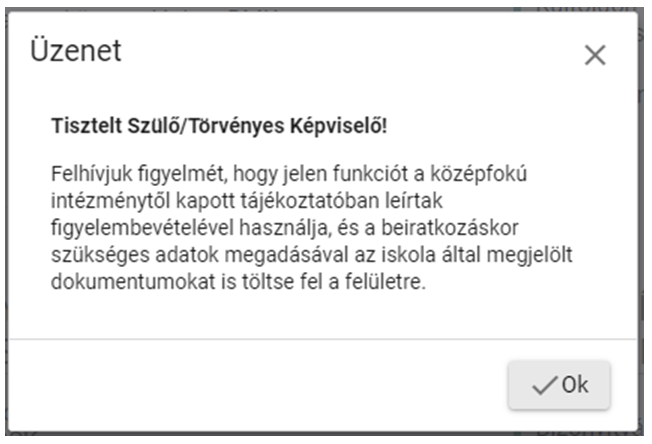 Üzenet
Tisztelt Szülő/Törvényes Képviselő!
Felhívjuk figyelmét, hogy jelen funkciót a középfokú
intézménytől kapott tájékoztatóban leírtak
figyelembevételével használja, és a beiratkozáskor
szükséges adatok megadásával az iskola által megjelölt
dokumentumokat is töltse fel a felületre.
Ok